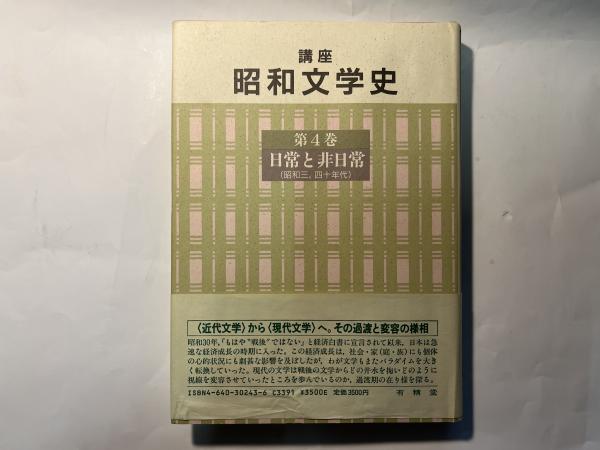 講座
昭和文学史
第4巻
日常と非日常
(昭和三、四十年代)
〈近代文学〉から〈現代文学〉へ。その過渡と変容の様相
昭和30年,「もはや"戦後"ではない」と経済白書に宣言されて以来,日本は急
速な経済成長の時期に入った。この経済成長は,社会・家(庭・族)にも個体
の心的状況にも劇甚な影響を及ぼしたが,わが文学もまたパラダイムを大き
く転換していった。現代の文学は戦後の文学からどの井水を掬いどのように
視線を変容させていったところを歩んでいるのか,過渡期の在り様を探る。
ISBN4-640-30243-6 C3391 ¥3500E 定価3500円 有精堂